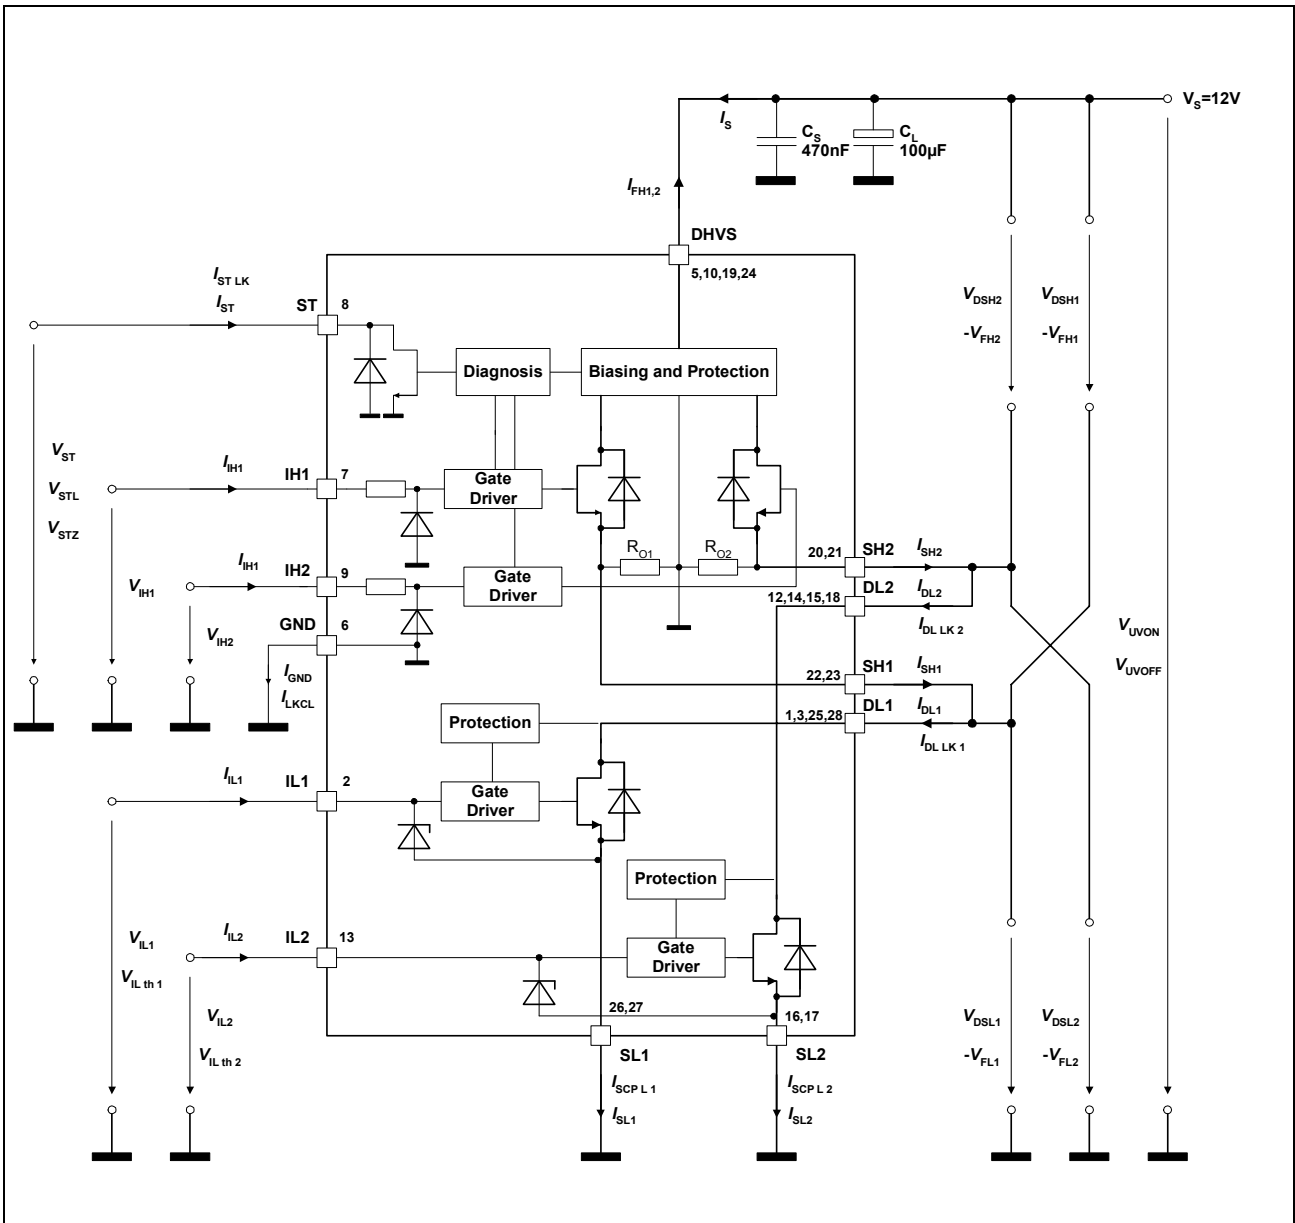 V_S=12V
I_S
C_S
470nF
C_L
100µF
I_FH1,2
DHVS
5,10,19,24
I_ST LK
I_ST
ST
8
V_DSH2
-V_FH2
V_DSH1
-V_FH1
Diagnosis
Biasing and Protection
V_ST
V_STL
V_STZ
I_IH1
IH1
7
Gate
Driver
R_O1
R_O2
20,21
SH2
I_SH2
V_IH1
I_IH1
IH2
9
Gate
Driver
12,14,15,18
DL2
I_DL2
I_DL LK 2
V_IH2
GND
6
V_UVON
V_UVOFF
I_GND
I_LKCL
22,23
SH1
I_SH1
1,3,25,28
DL1
I_DL1
I_DL LK 1
Protection
I_IL1
IL1
2
Gate
Driver
Protection
V_IL1
V_IL th 1
I_IL2
IL2
13
Gate
Driver
V_IL2
V_IL th 2
26,27
16,17
V_DSL1
-V_FL1
V_DSL2
-V_FL2
SL1
SL2
I_SCP L 1
I_SL1
I_SCP L 2
I_SL2